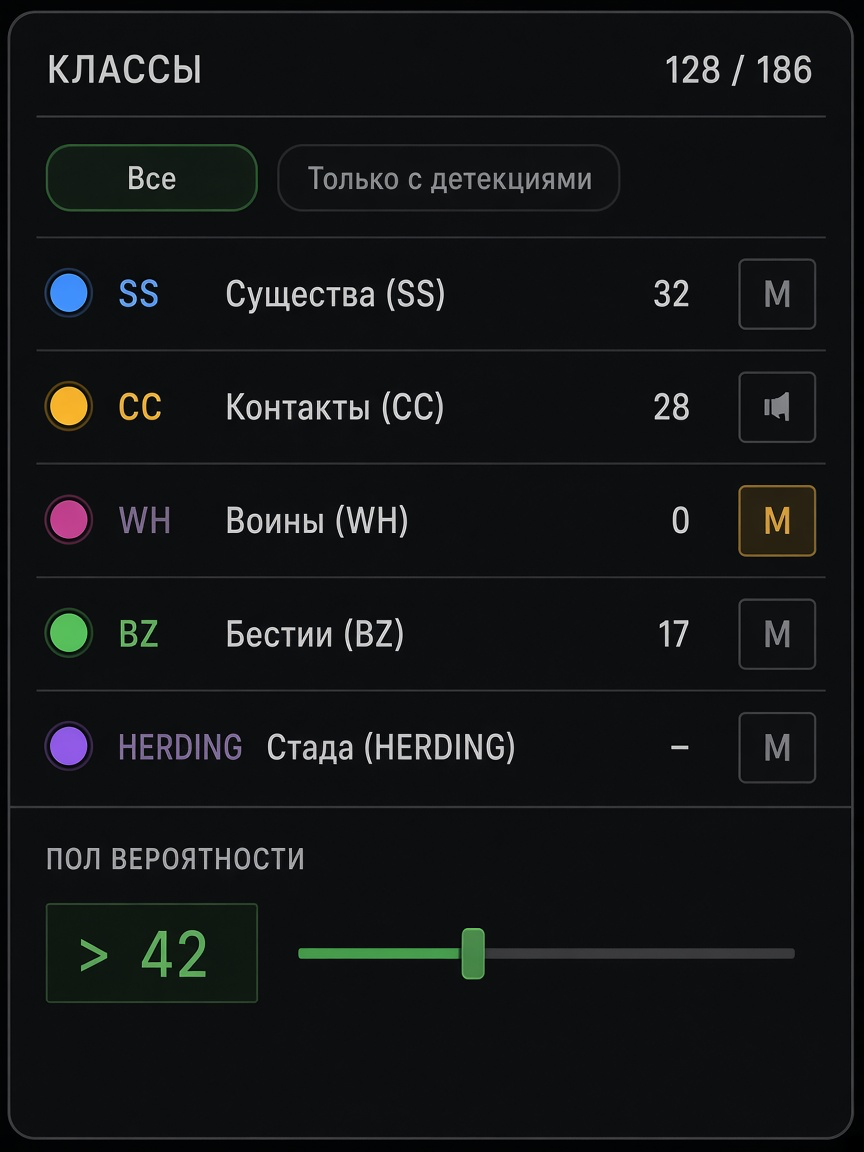 КЛАССЫ 128 / 186
Все Только с детекциями
SS Существа (SS) 32 M
CC Контакты (CC) 28
WH Воины (WH) 0 M
BZ Бестии (BZ) 17 M
HERDING Стада (HERDING) – M
ПОЛ ВЕРОЯТНОСТИ
> 42